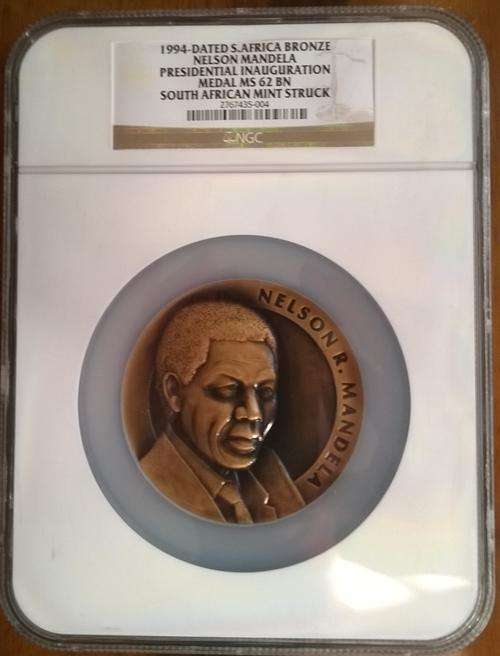 1994-DATED S.AFRICA BRONZE
NELSON MANDELA
PRESIDENTIAL INAUGURATION
MEDAL MS 62 BN
SOUTH AFRICAN MINT STRUCK
2767435-004
NGC
NELSON R. MANDELA